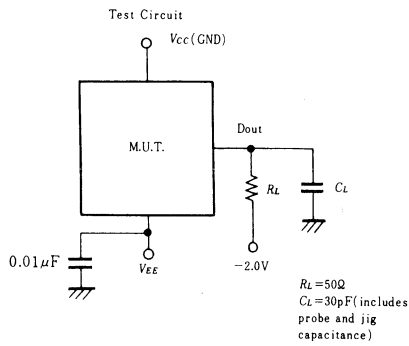 Test Circuit
Vcc(GND)
M.U.T.
Dout
RL
CL
0.01μF
VEE
−2.0V
RL=50Ω
CL=30pF(includes
probe and jig
capacitance)